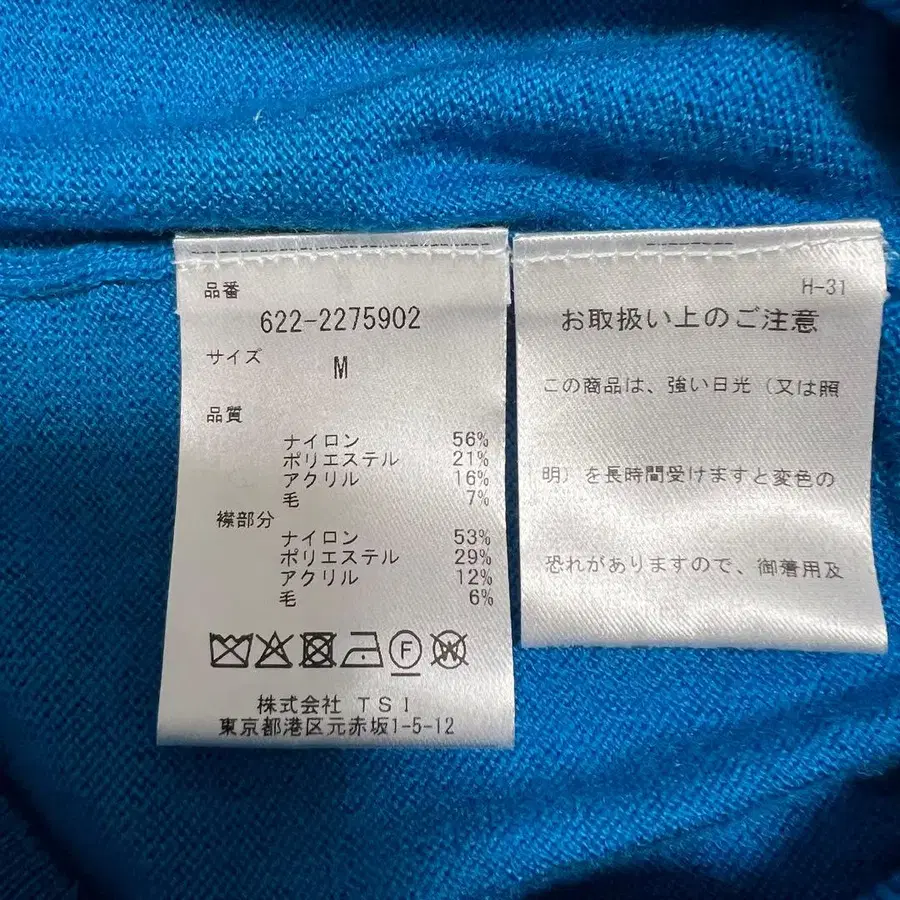 品番
622-2275902
サイズ
M
品質
ナイロン 56%
ポリエステル 21%
アクリル 16%
毛 7%
襟部分
ナイロン 53%
ポリエステル 29%
アクリル 12%
毛 6%
F
W
株式会社 TSI
東京都港区元赤坂1-5-12
H-31
お取扱い上のご注意
この商品は、強い日光(又は照
明)を長時間受けますと変色の
恐れがありますので、御着用及